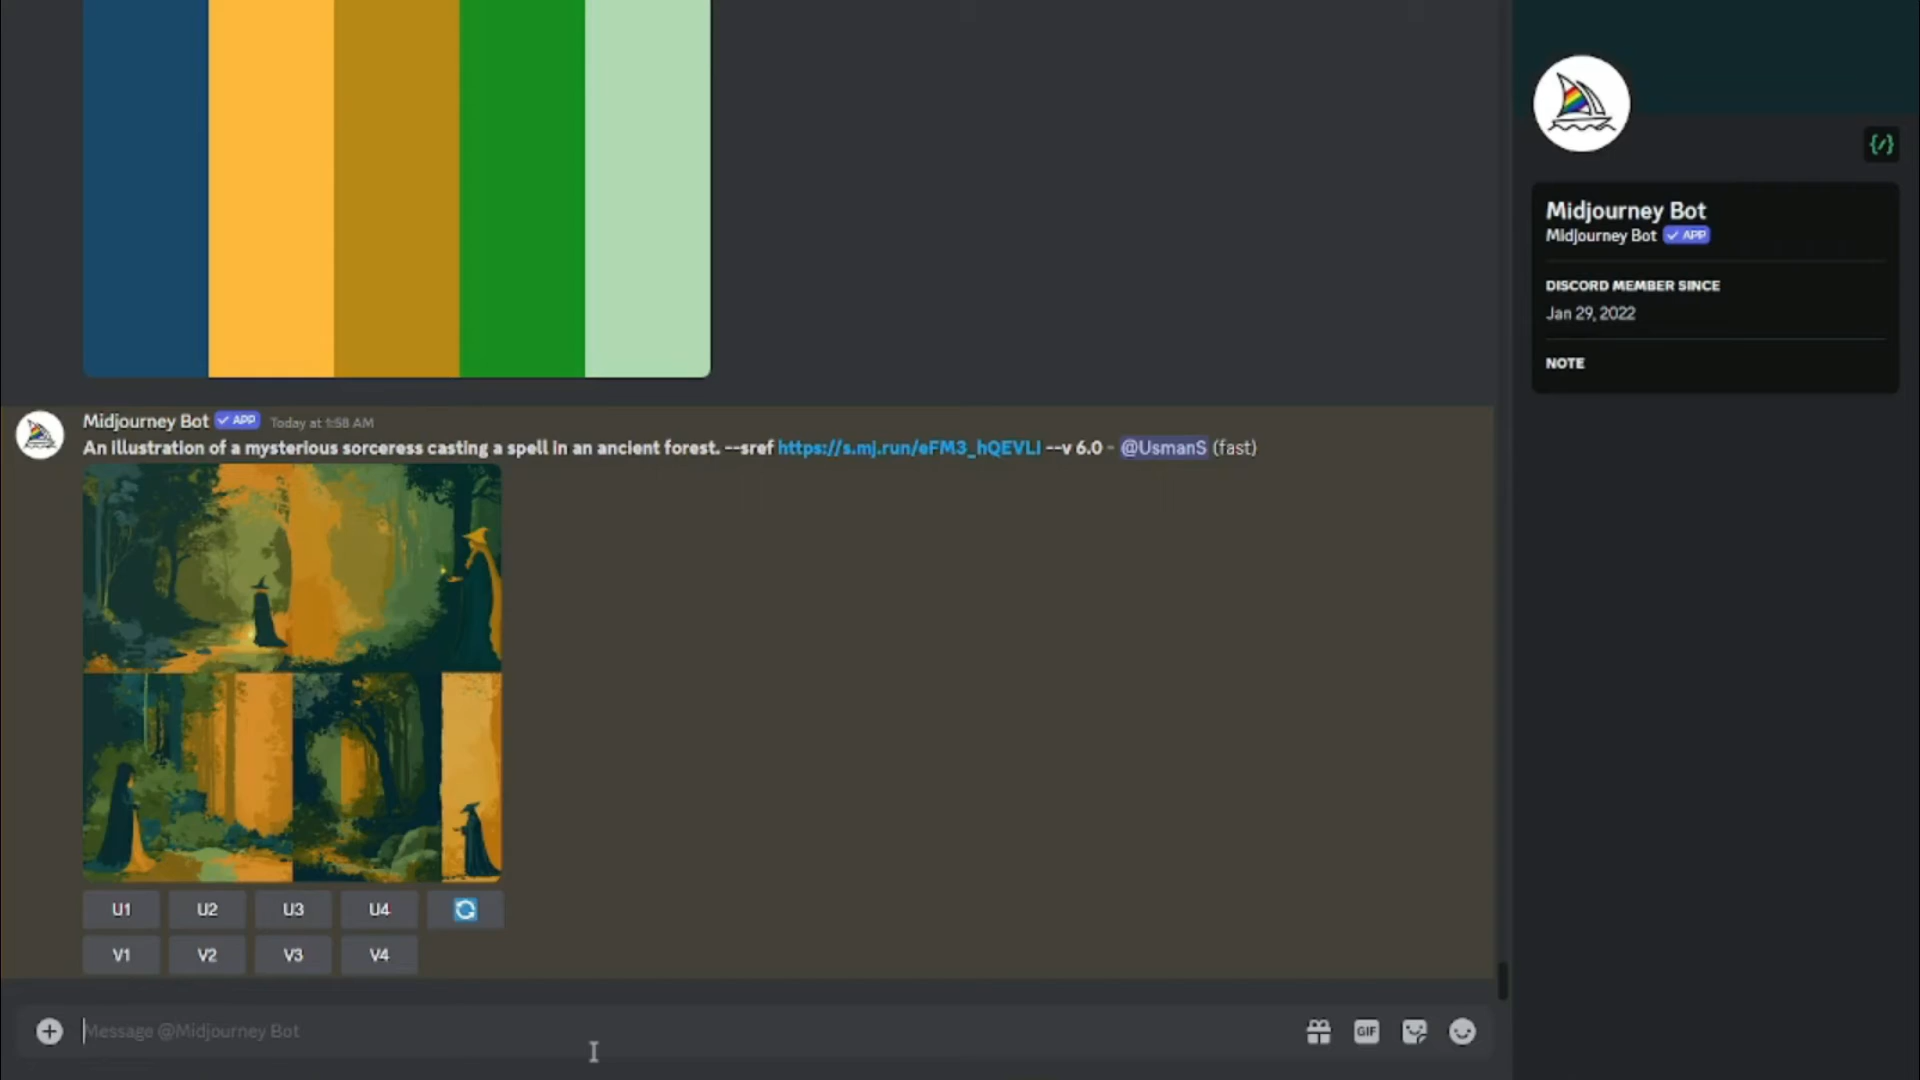 Midjourney Bot ✓ APP Today at 1:58 AM
An illustration of a mysterious sorceress casting a spell in an ancient forest. --sref https://s.mj.run/eFM3_hQEVLI --v 6.0 - @UsmanS (fast)
U1 U2 U3 U4
V1 V2 V3 V4
Message @Midjourney Bot
GIF
Midjourney Bot
Midjourney Bot ✓ APP
DISCORD MEMBER SINCE
Jan 29, 2022
NOTE